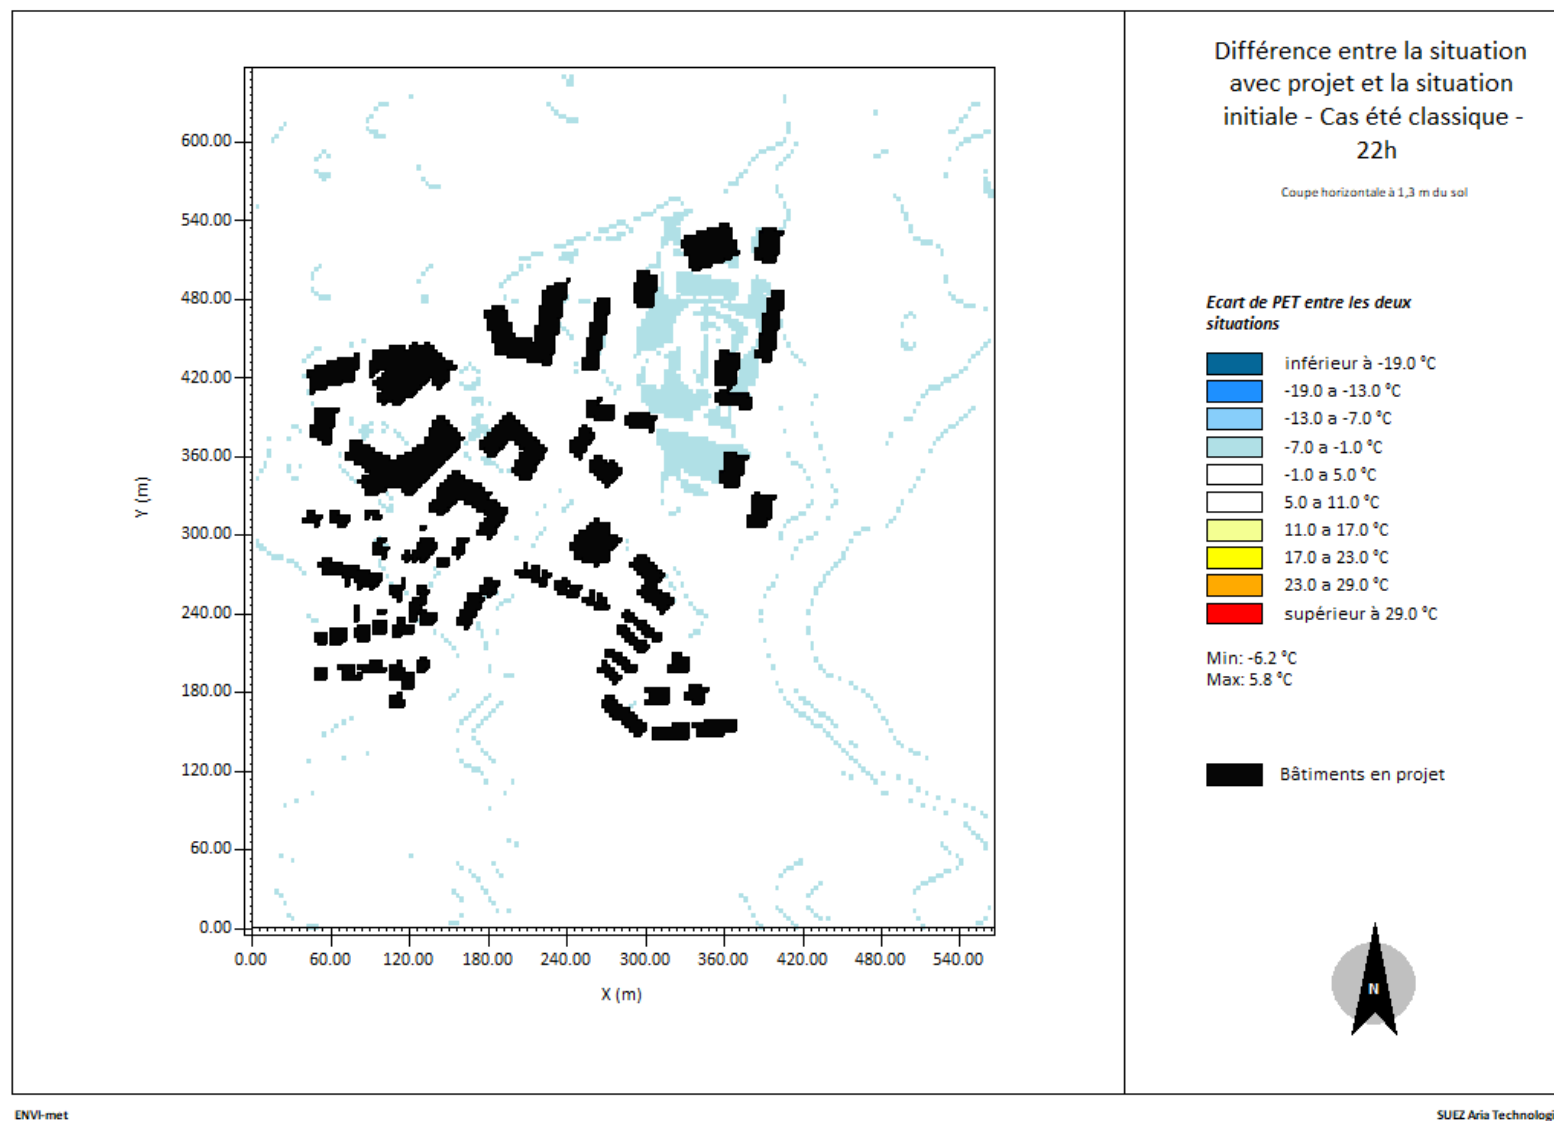 Différence entre la situation
avec projet et la situation
initiale - Cas été classique -
22h
Coupe horizontale à 1,3 m du sol
600.00
540.00
480.00
420.00
360.00
300.00
240.00
180.00
120.00
60.00
0.00
Y (m)
0.00 60.00 120.00 180.00 240.00 300.00 360.00 420.00 480.00 540.00
X (m)
Ecart de PET entre les deux
situations
inférieur à -19.0 °C
-19.0 a -13.0 °C
-13.0 a -7.0 °C
-7.0 a -1.0 °C
-1.0 a 5.0 °C
5.0 a 11.0 °C
11.0 a 17.0 °C
17.0 a 23.0 °C
23.0 a 29.0 °C
supérieur à 29.0 °C
Min: -6.2 °C
Max: 5.8 °C
Bâtiments en projet
N
ENVI-met
SUEZ Aria Technologi